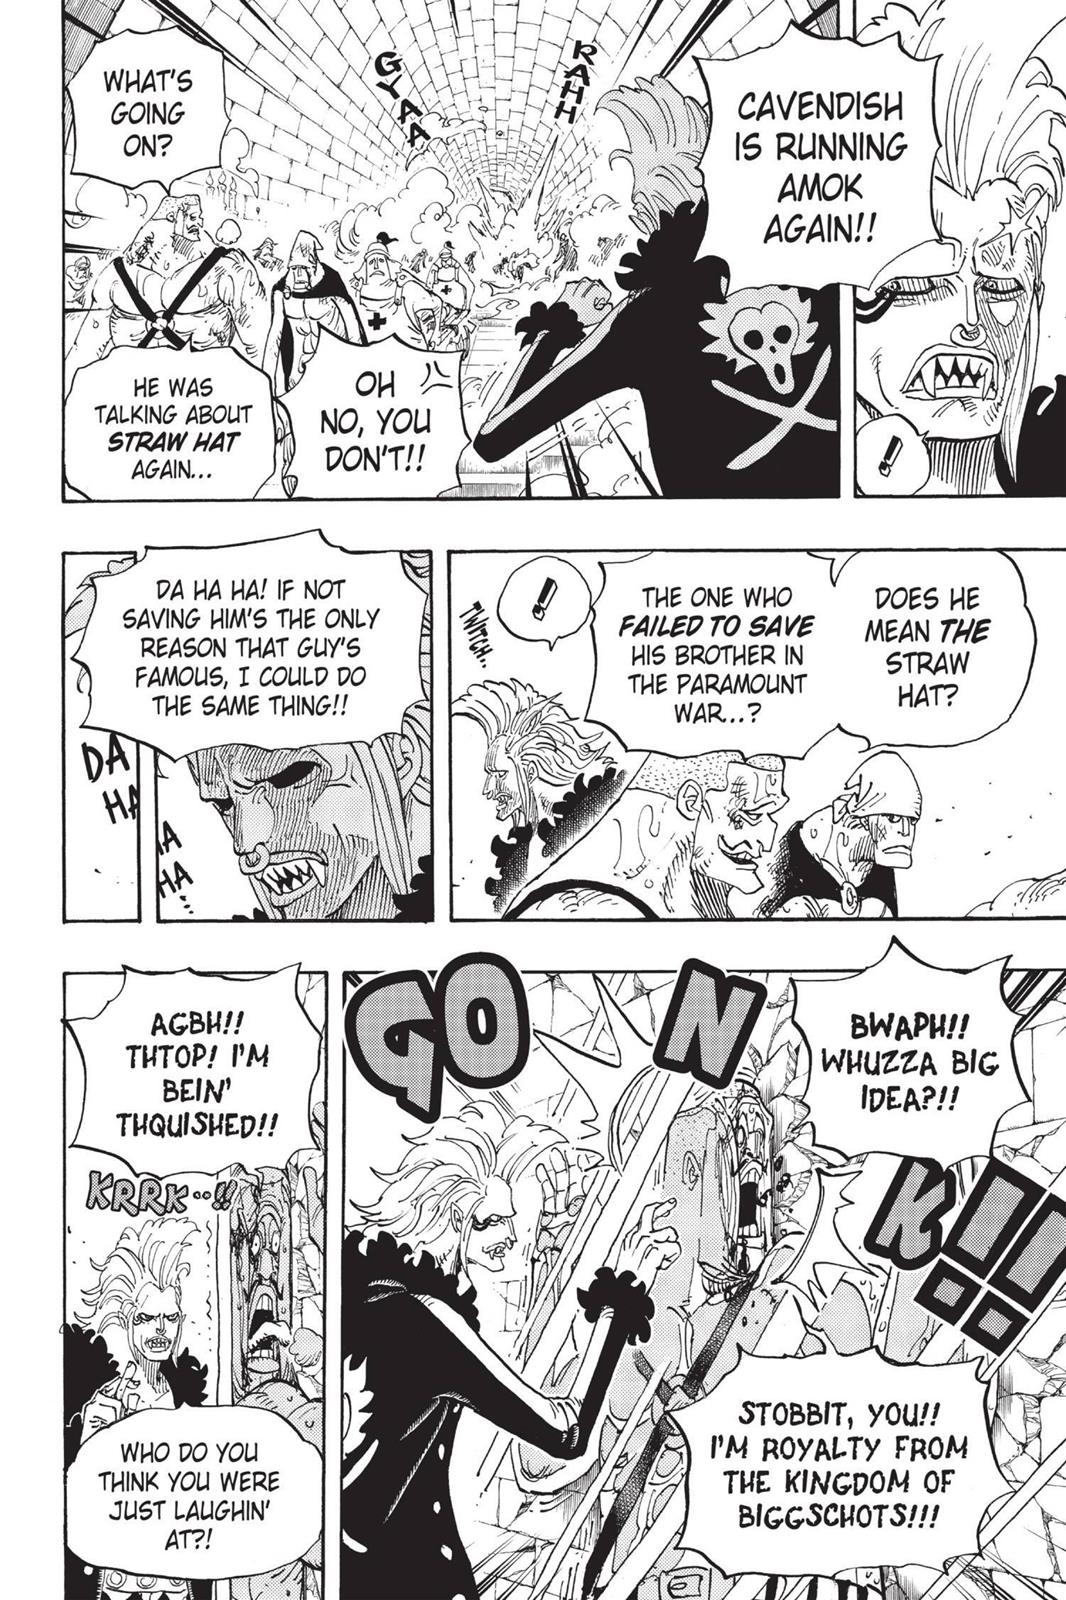 CAVENDISH
IS RUNNING
AMOK
AGAIN!!
RAHH
GYAAA
WHAT'S
GOING
ON?
!
OH
NO, YOU
DON'T!!
HE WAS
TALKING ABOUT
STRAW HAT
AGAIN...
DOES HE
MEAN THE
STRAW
HAT?
THE ONE WHO
FAILED TO SAVE
HIS BROTHER IN
THE PARAMOUNT
WAR...?
!
TWITCH...
DA HA HA! IF NOT
SAVING HIM'S THE ONLY
REASON THAT GUY'S
FAMOUS, I COULD DO
THE SAME THING!!
DA
HA
HA
HA...
BWAPH!!
WHUZZA BIG
IDEA?!!
GONK!!
STOBBIT, YOU!!
I'M ROYALTY FROM
THE KINGDOM OF
BIGGSCHOTS!!!
AGBH!!
THTOP! I'M
BEIN'
THQUISHED!!
KRRK..!!
WHO DO YOU
THINK YOU WERE
JUST LAUGHIN'
AT?!